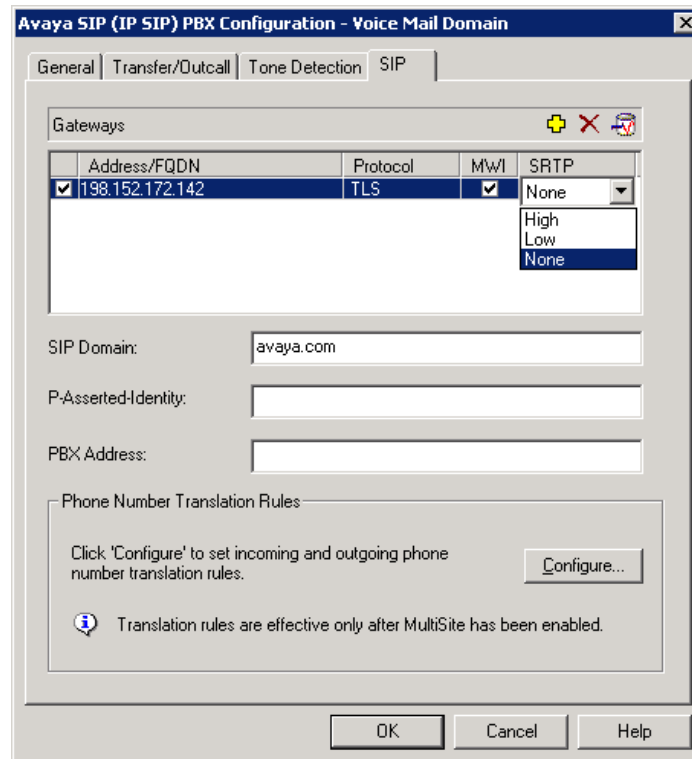 Avaya SIP (IP SIP) PBX Configuration - Voice Mail Domain
General Transfer/Outcall Tone Detection SIP
Gateways
Address/FQDN Protocol MWI SRTP
198.152.172.142 TLS None
High
Low
None
SIP Domain: avaya.com
P-Asserted-Identity:
PBX Address:
Phone Number Translation Rules
Click 'Configure' to set incoming and outgoing phone
number translation rules.
Configure...
Translation rules are effective only after MultiSite has been enabled.
OK Cancel Help